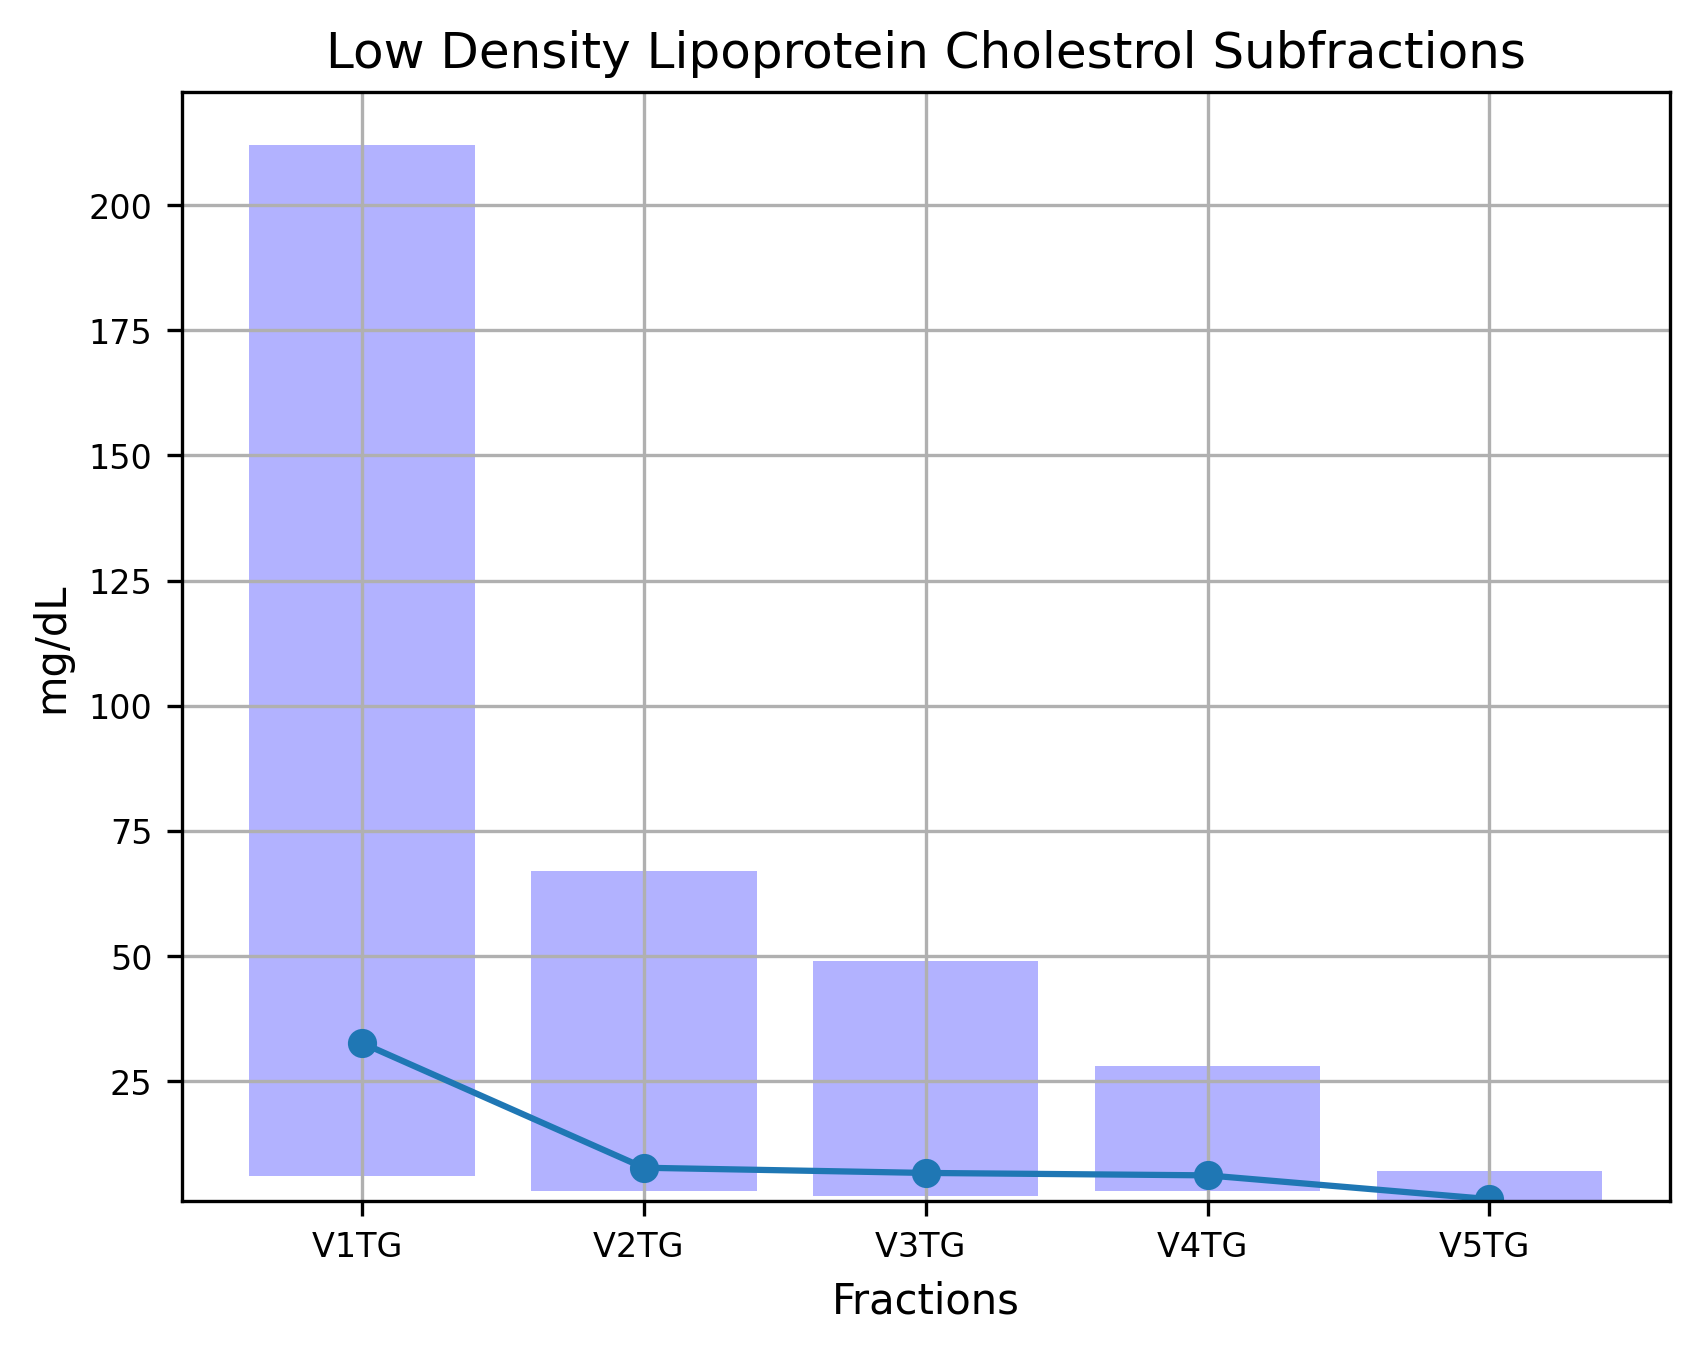 Low Density Lipoprotein Cholestrol Subfractions
mg/dL
200
175
150
125
100
75
50
25
V1TG V2TG V3TG V4TG V5TG
Fractions